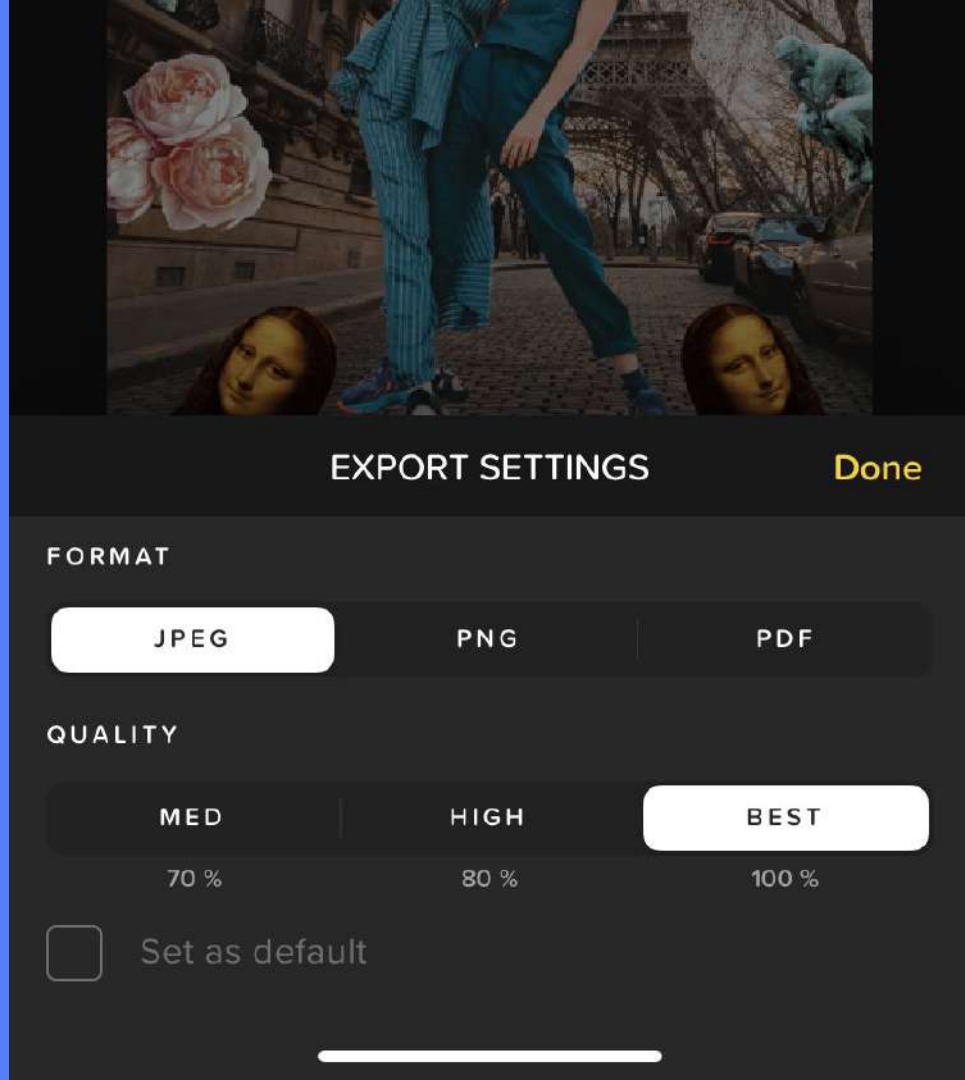 EXPORT SETTINGS Done
FORMAT
JPEG PNG PDF
QUALITY
MED HIGH BEST
70 % 80 % 100 %
Set as default